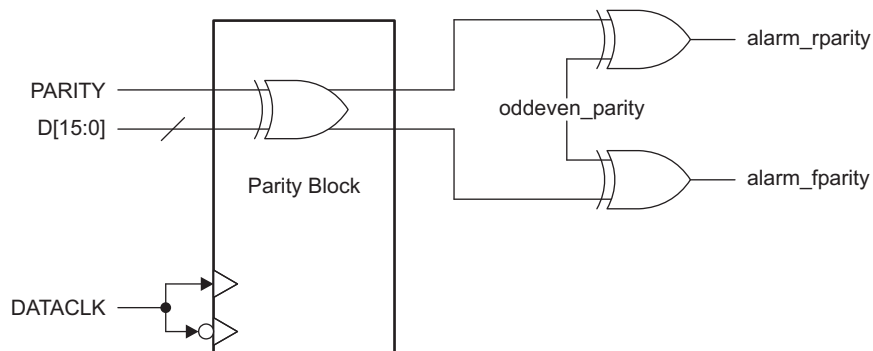 alarm_rparity
PARITY
oddeven_parity
D[15:0]
Parity Block
alarm_fparity
DATACLK